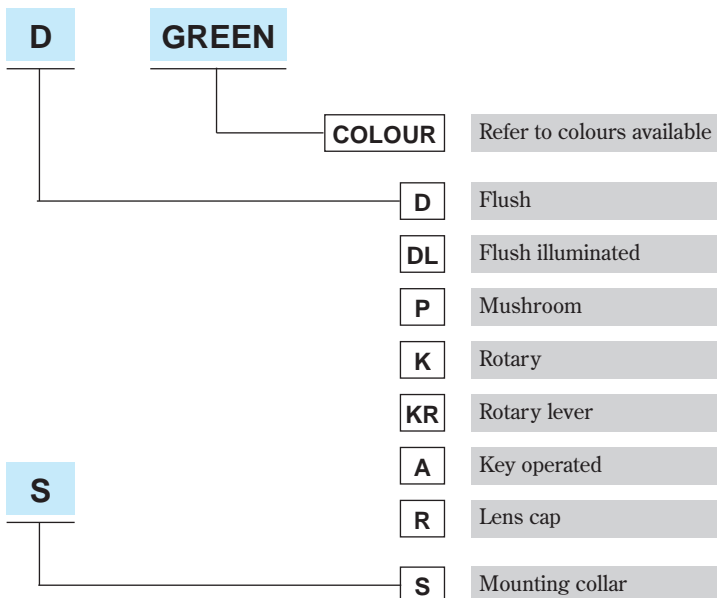 D GREEN
COLOUR Refer to colours available
D Flush
DL Flush illuminated
P Mushroom
K Rotary
KR Rotary lever
A Key operated
S
R Lens cap
S Mounting collar